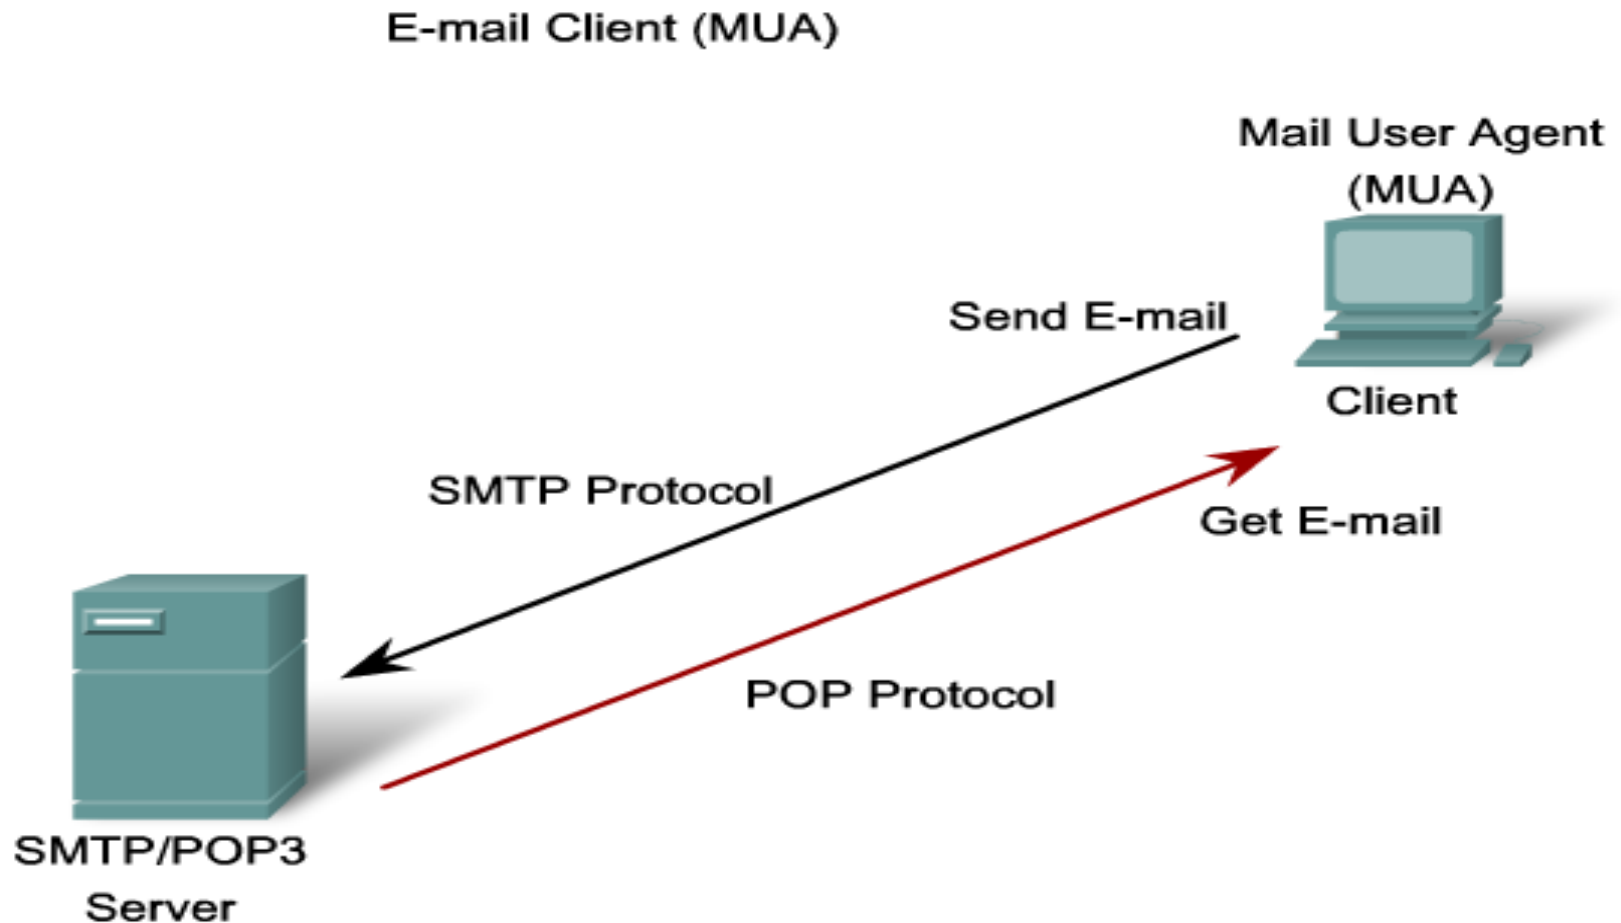 E-mail Client (MUA)
Mail User Agent
(MUA)
Send E-mail
Client
SMTP Protocol
Get E-mail
POP Protocol
SMTP/POP3
Server